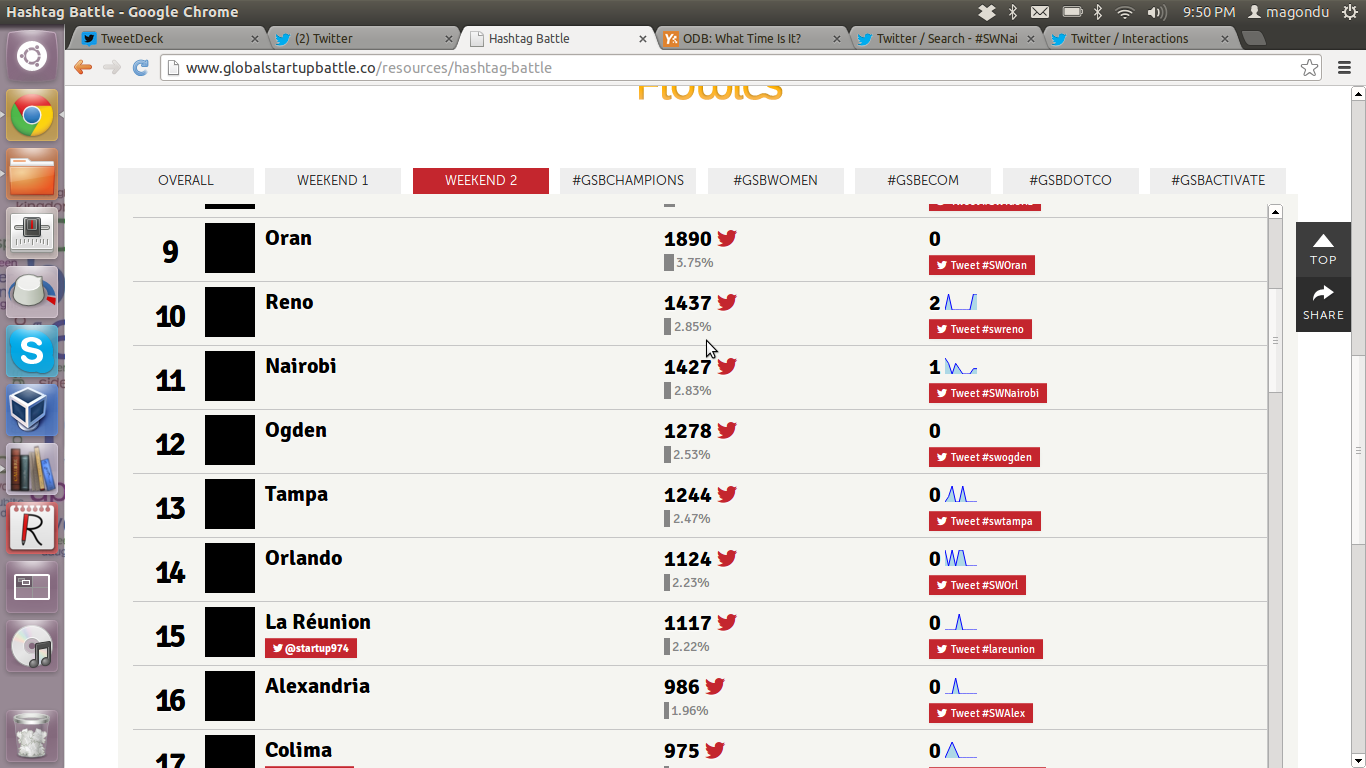 Hashtag Battle - Google Chrome
9:50 PM magondu
TweetDeck
(2) Twitter
Hashtag Battle
ODB: What Time Is It?
Twitter / Search - #SWNai
Twitter / Interactions
www.globalstartupbattle.co/resources/hashtag-battle
OVERALL
WEEKEND 1
WEEKEND 2
#GSBCHAMPIONS
#GSBWOMEN
#GSBECOM
#GSBDOTCO
#GSBACTIVATE
TOP
SHARE
9 Oran 1890 0
3.75% Tweet #SWOran
10 Reno 1437 2
2.85% Tweet #swreno
11 Nairobi 1427 1
2.83% Tweet #SWNairobi
12 Ogden 1278 0
2.53% Tweet #swogden
13 Tampa 1244 0
2.47% Tweet #swtampa
14 Orlando 1124 0
2.23% Tweet #SWOrl
15 La Réunion 1117 0
@startup974 2.22% Tweet #lareunion
16 Alexandria 986 0
1.96% Tweet #SWAlex
17 Colima 975 0